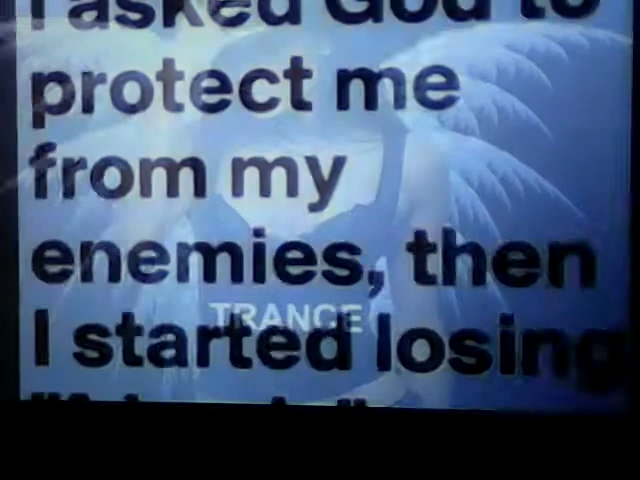 I asked God to
protect me
from my
enemies, then
TRANCE
I started losing